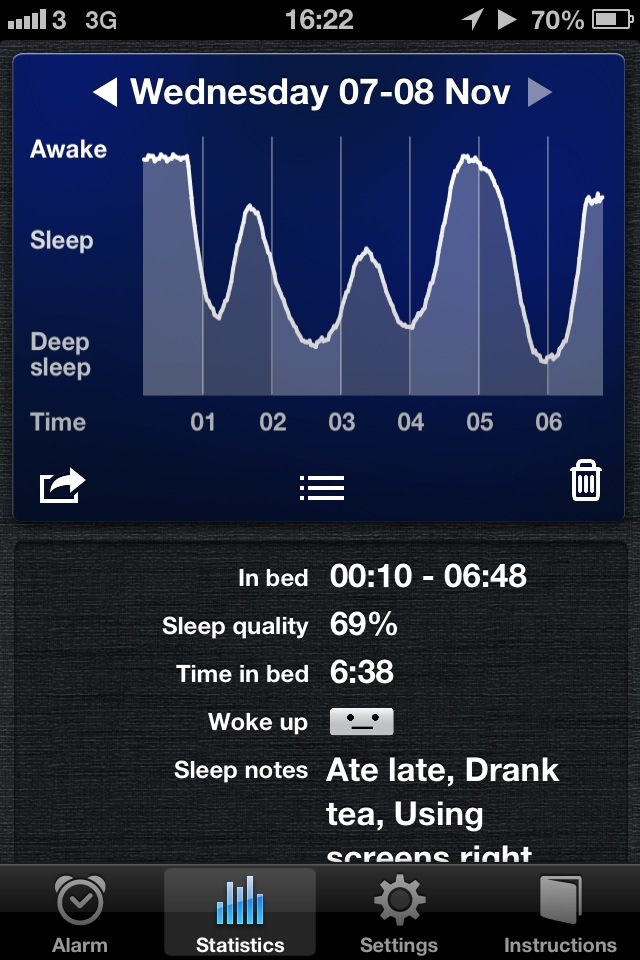 3 3G 16:22 70%
Wednesday 07-08 Nov
Awake
Sleep
Deep
sleep
Time 01 02 03 04 05 06
In bed 00:10 - 06:48
Sleep quality 69%
Time in bed 6:38
Woke up
Sleep notes Ate late, Drank
tea, Using
screens right
Alarm Statistics Settings Instructions